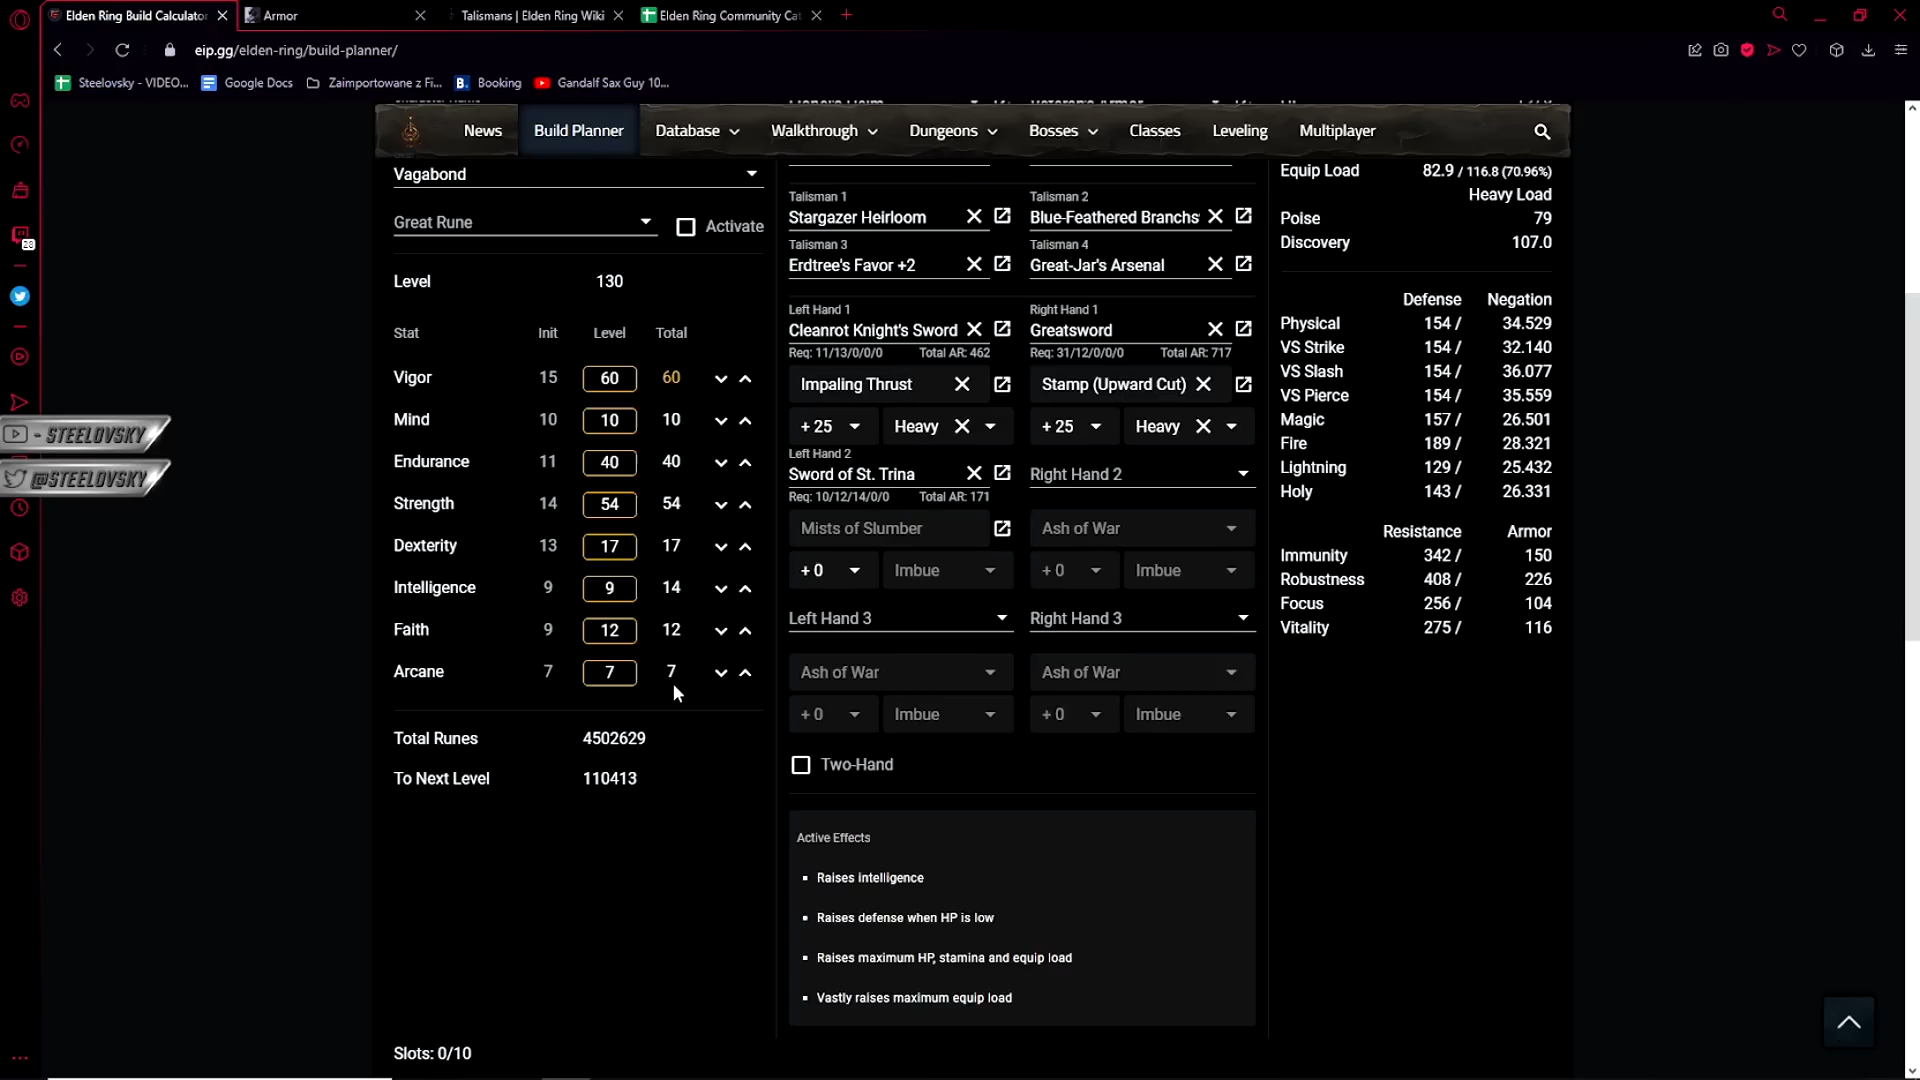 Elden Ring Build Calculator
Armor
Talismans | Elden Ring Wiki
Elden Ring Community Cat
eip.gg/elden-ring/build-planner/
Steelovsky - VIDEO...
Google Docs
Zaimportowane z Fi...
B. Booking
Gandalf Sax Guy 10...
News
Build Planner
Database
Walkthrough
Dungeons
Bosses
Classes
Leveling
Multiplayer
28
- STEELOVSKY
@STEELOVSKY
Vagabond
Great Rune
Activate
Level 130
Stat Init Level Total
Vigor 15 60 60
Mind 10 10 10
Endurance 11 40 40
Strength 14 54 54
Dexterity 13 17 17
Intelligence 9 9 14
Faith 9 12 12
Arcane 7 7 7
Total Runes 4502629
To Next Level 110413
Slots: 0/10
Talisman 1 Talisman 2
Stargazer Heirloom Blue-Feathered Branchs
Talisman 3 Talisman 4
Erdtree's Favor +2 Great-Jar's Arsenal
Left Hand 1 Right Hand 1
Cleanrot Knight's Sword Greatsword
Req: 11/13/0/0/0 Total AR: 462 Req: 31/12/0/0/0 Total AR: 717
Impaling Thrust Stamp (Upward Cut)
+ 25 Heavy + 25 Heavy
Left Hand 2
Sword of St. Trina Right Hand 2
Req: 10/12/14/0/0 Total AR: 171
Mists of Slumber Ash of War
+ 0 Imbue + 0 Imbue
Left Hand 3 Right Hand 3
Ash of War Ash of War
+ 0 Imbue + 0 Imbue
Two-Hand
Active Effects
Raises intelligence
Raises defense when HP is low
Raises maximum HP, stamina and equip load
Vastly raises maximum equip load
Equip Load 82.9 / 116.8 (70.96%)
Heavy Load
Poise 79
Discovery 107.0
Defense Negation
Physical 154 / 34.529
VS Strike 154 / 32.140
VS Slash 154 / 36.077
VS Pierce 154 / 35.559
Magic 157 / 26.501
Fire 189 / 28.321
Lightning 129 / 25.432
Holy 143 / 26.331
Resistance Armor
Immunity 342 / 150
Robustness 408 / 226
Focus 256 / 104
Vitality 275 / 116